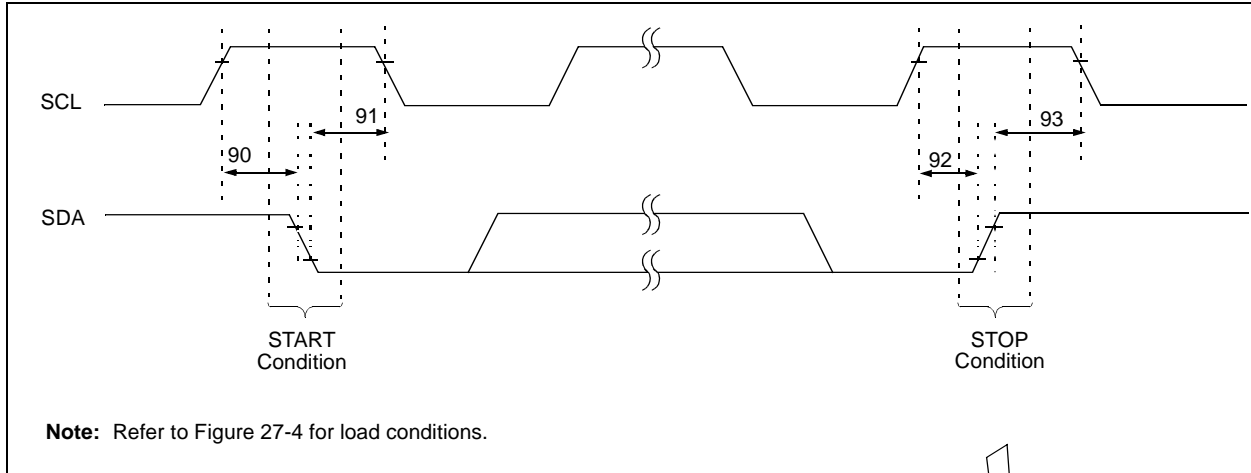 SCL
91
93
90
92
SDA
START
Condition
STOP
Condition
Note: Refer to Figure 27-4 for load conditions.